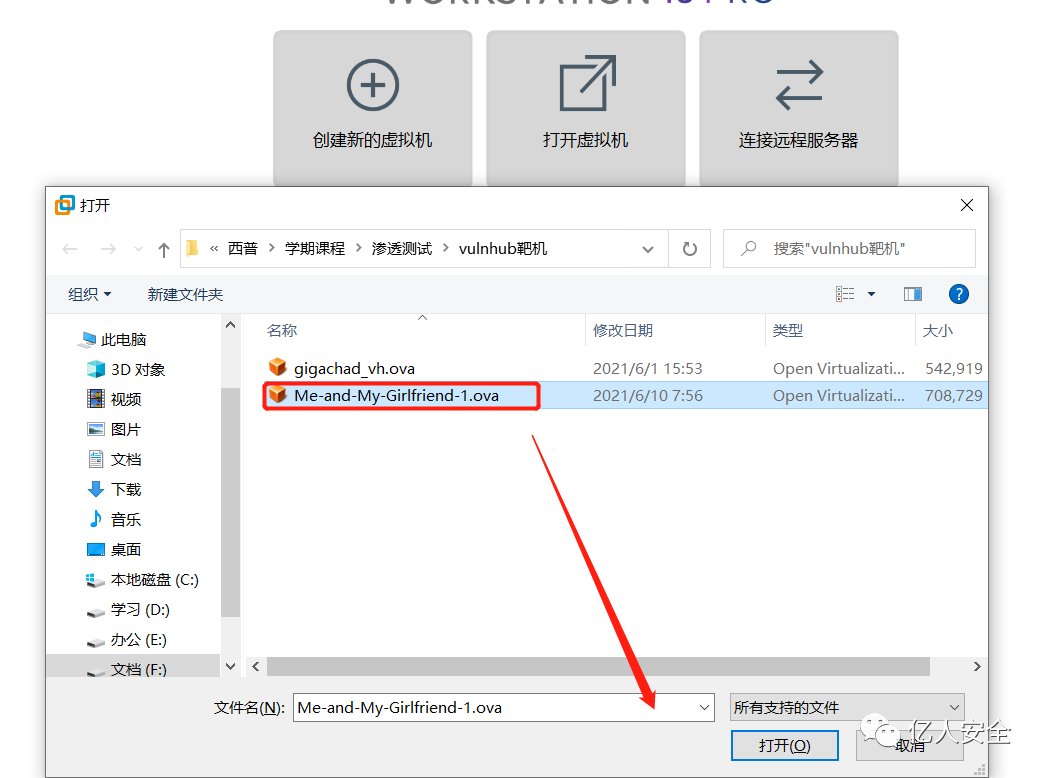 WORKSTATION 15 PRO
创建新的虚拟机 打开虚拟机 连接远程服务器
打开
« 西普 › 学期课程 › 渗透测试 › vulnhub靶机 搜索"vulnhub靶机"
组织 新建文件夹 ?
名称 修改日期 类型 大小
此电脑
3D 对象
gigachad_vh.ova 2021/6/1 15:53 Open Virtualizati... 542,919
视频
Me-and-My-Girlfriend-1.ova 2021/6/10 7:56 Open Virtualizati... 708,729
图片
文档
下载
音乐
桌面
本地磁盘 (C:)
学习 (D:)
办公 (E:)
文档 (F:)
文件名(N): Me-and-My-Girlfriend-1.ova 所有支持的文件
打开(O) 取消
亿人安全